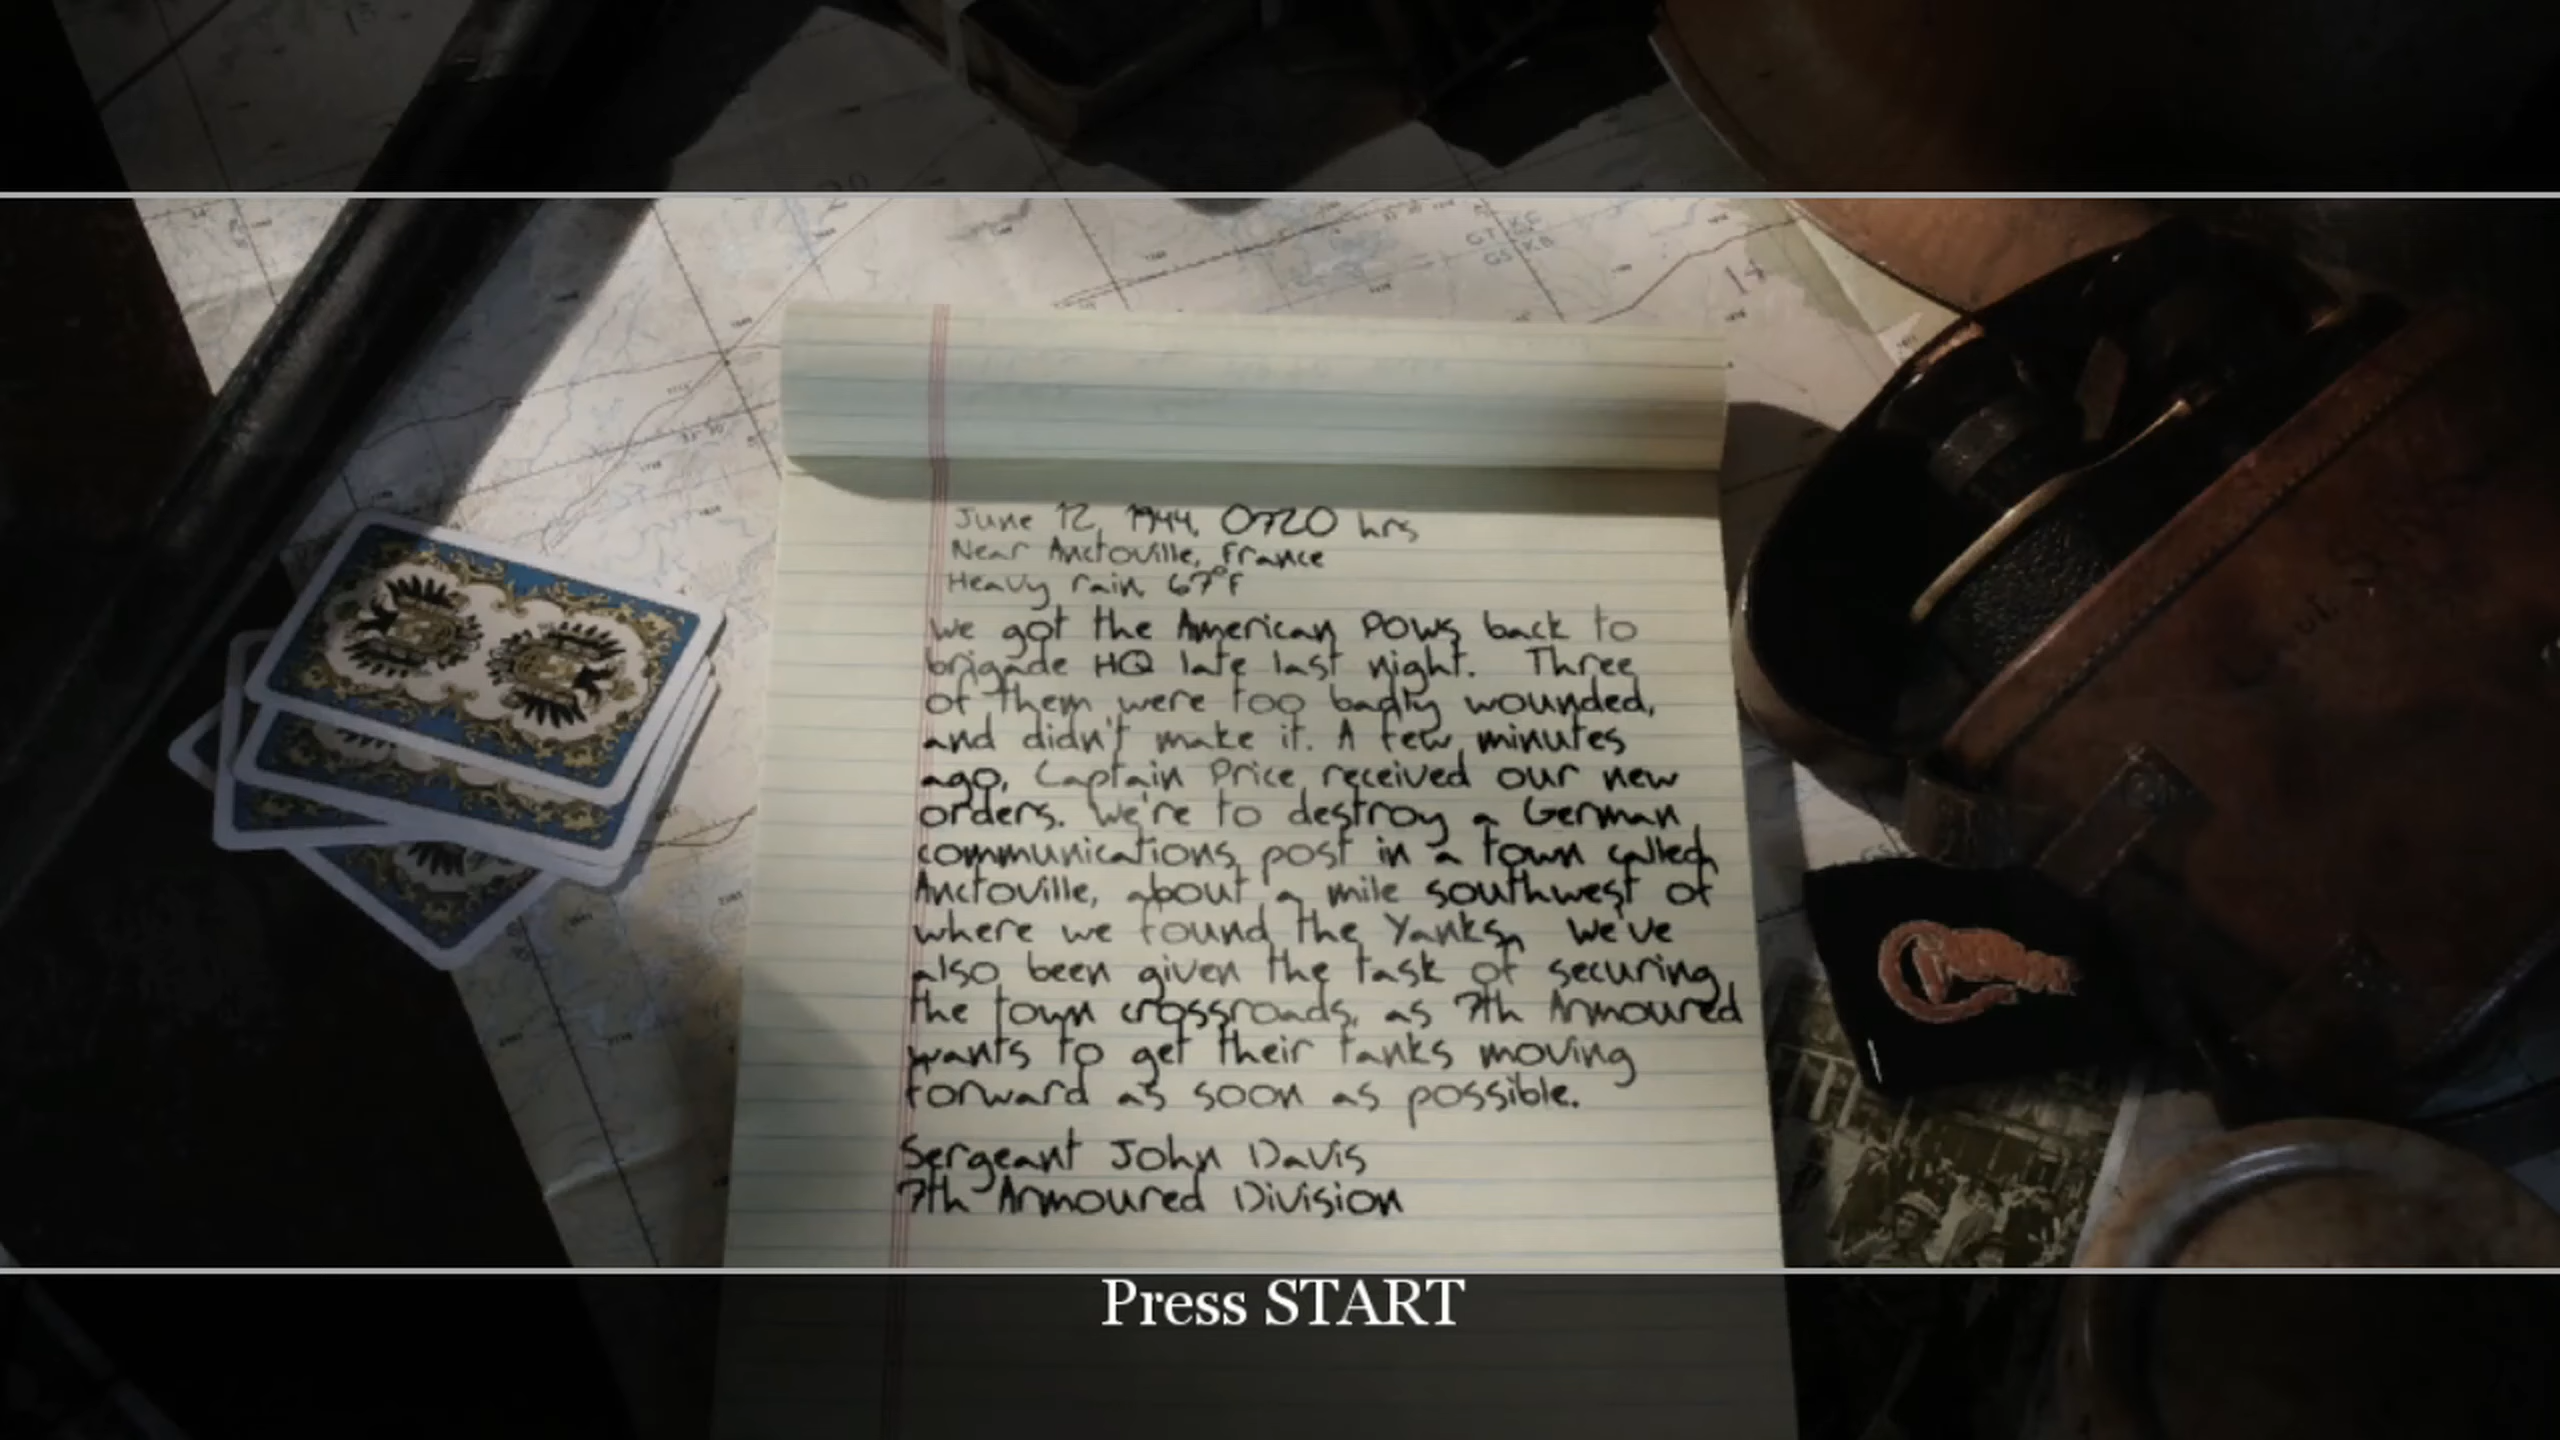 14
GT KC
GS KB
June 12, 1944, 0720 hrs
Near Anctoville, France
Heavy rain, 67°F
We got the American POWs back to
brigade HQ late last night. Three
of them were too badly wounded,
and didn't make it. A few minutes
ago, Captain Price received our new
orders. We're to destroy a German
communications post in a town called
Anctoville, about a mile southwest of
where we found the Yanks. We've
also been given the task of securing
the town crossroads, as 7th Armoured
wants to get their tanks moving
forward as soon as possible.
Sergeant John Davis
7th Armoured Division
Press START